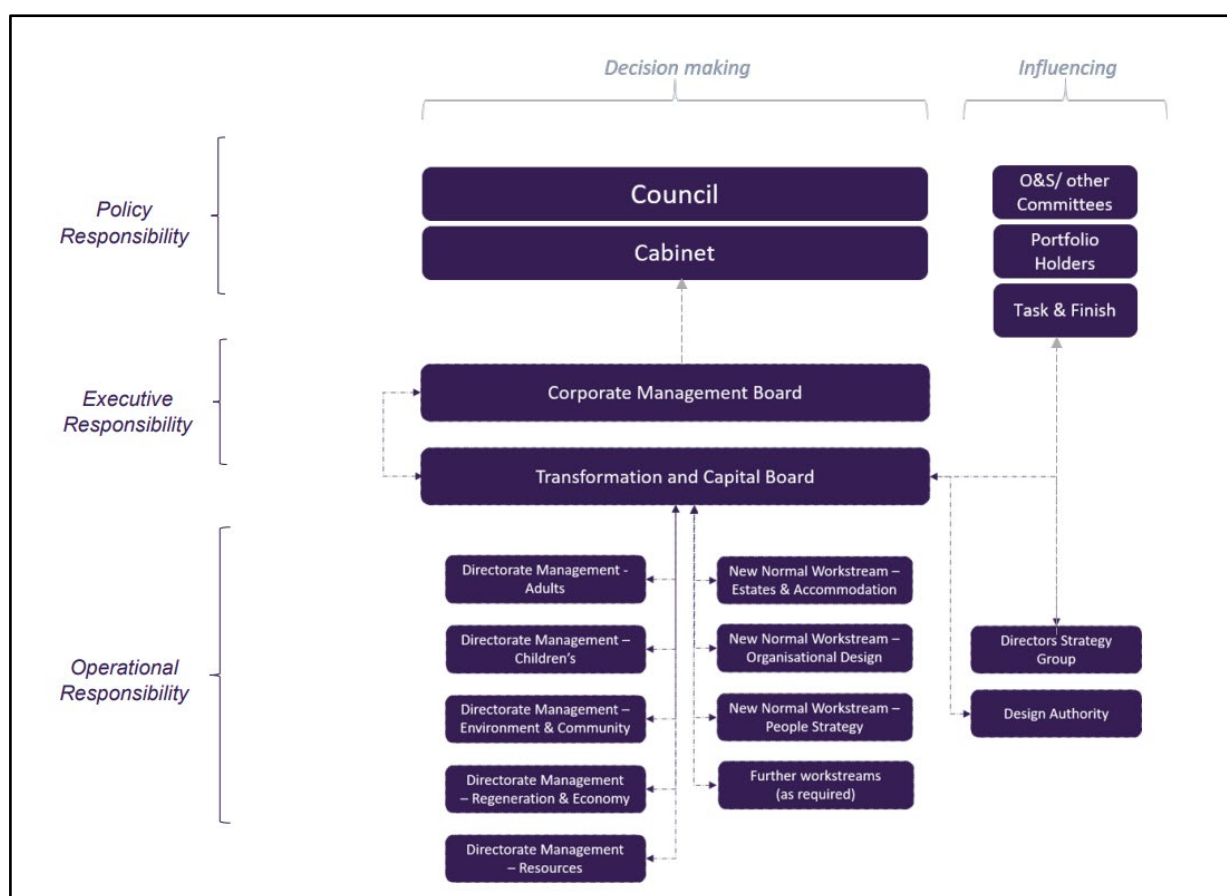 Decision making
Influencing
Policy
Responsibility
Council
Cabinet
O&S/ other
Committees
Portfolio
Holders
Task & Finish
Executive
Responsibility
Corporate Management Board
Transformation and Capital Board
Operational
Responsibility
Directorate Management -
Adults
Directorate Management –
Children's
Directorate Management –
Environment & Community
Directorate Management
– Regeneration & Economy
Directorate Management
– Resources
New Normal Workstream –
Estates & Accommodation
New Normal Workstream –
Organisational Design
New Normal Workstream –
People Strategy
Further workstreams
(as required)
Directors Strategy
Group
Design Authority